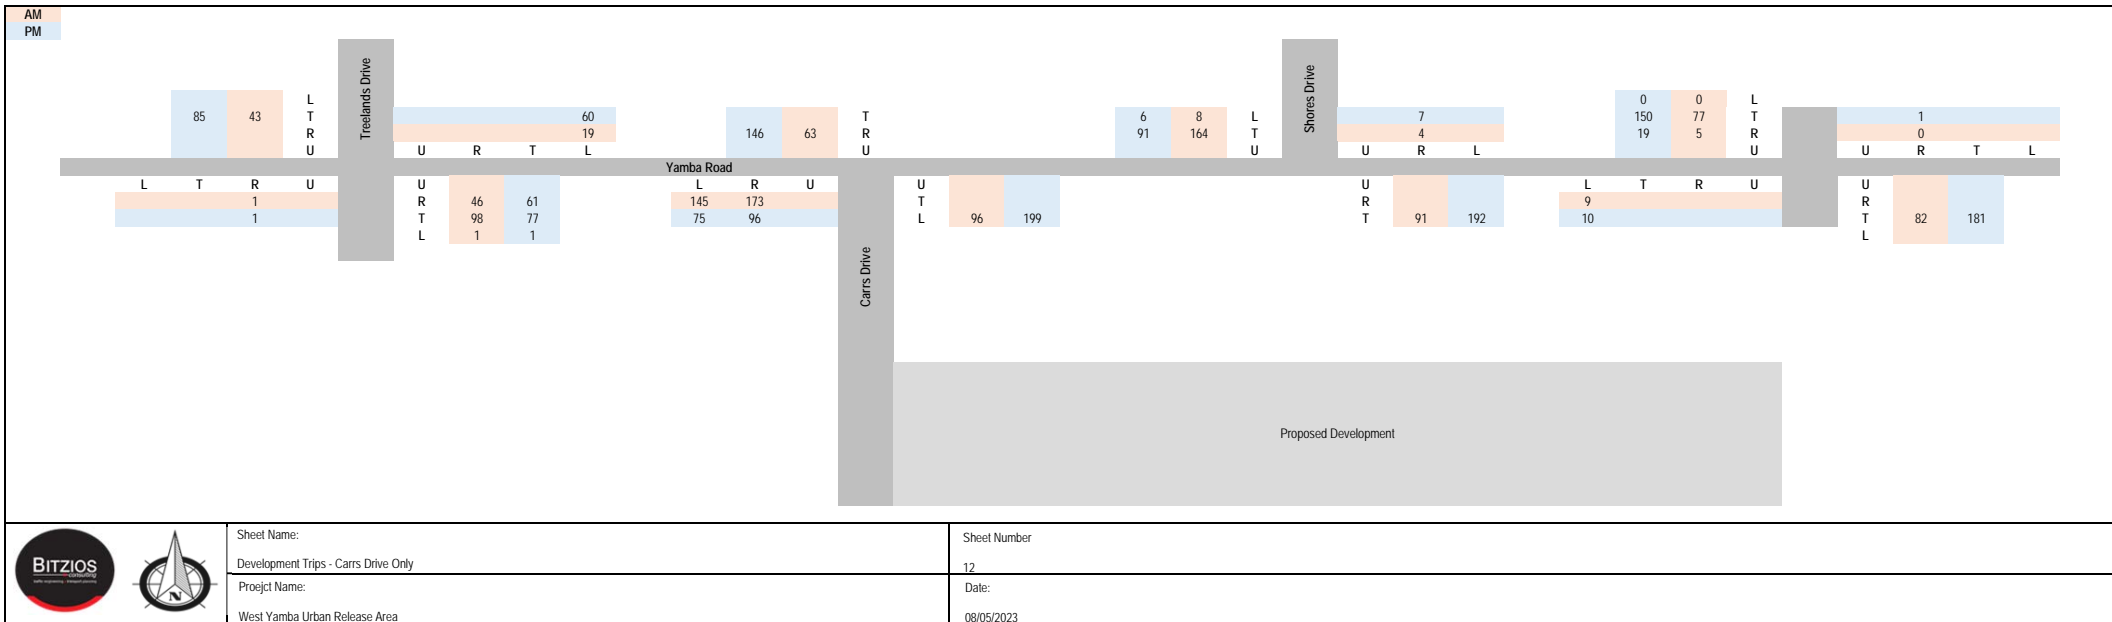 AM
PM
Treelands Drive
Shores Drive
L
T
R
U
85 43
60
19
U R T L
T
R
U
146 63
6 8
91 164
L
T
U
7
4
U R L
0 0
150 77
19 5
L
T
R
U
1
0
U R T L
Yamba Road
L T R U
1
1
U
R
T
L
46 61
98 77
1 1
L R U
145 173
75 96
U
T
L
96 199
U
R
T
91 192
L T R U
9
10
U
R
T
L
82 181
Carrs Drive
Proposed Development
BITZIOS
consulting
N
Sheet Name:
Development Trips - Carrs Drive Only
Sheet Number
12
Proejct Name:
West Yamba Urban Release Area
Date:
08/05/2023